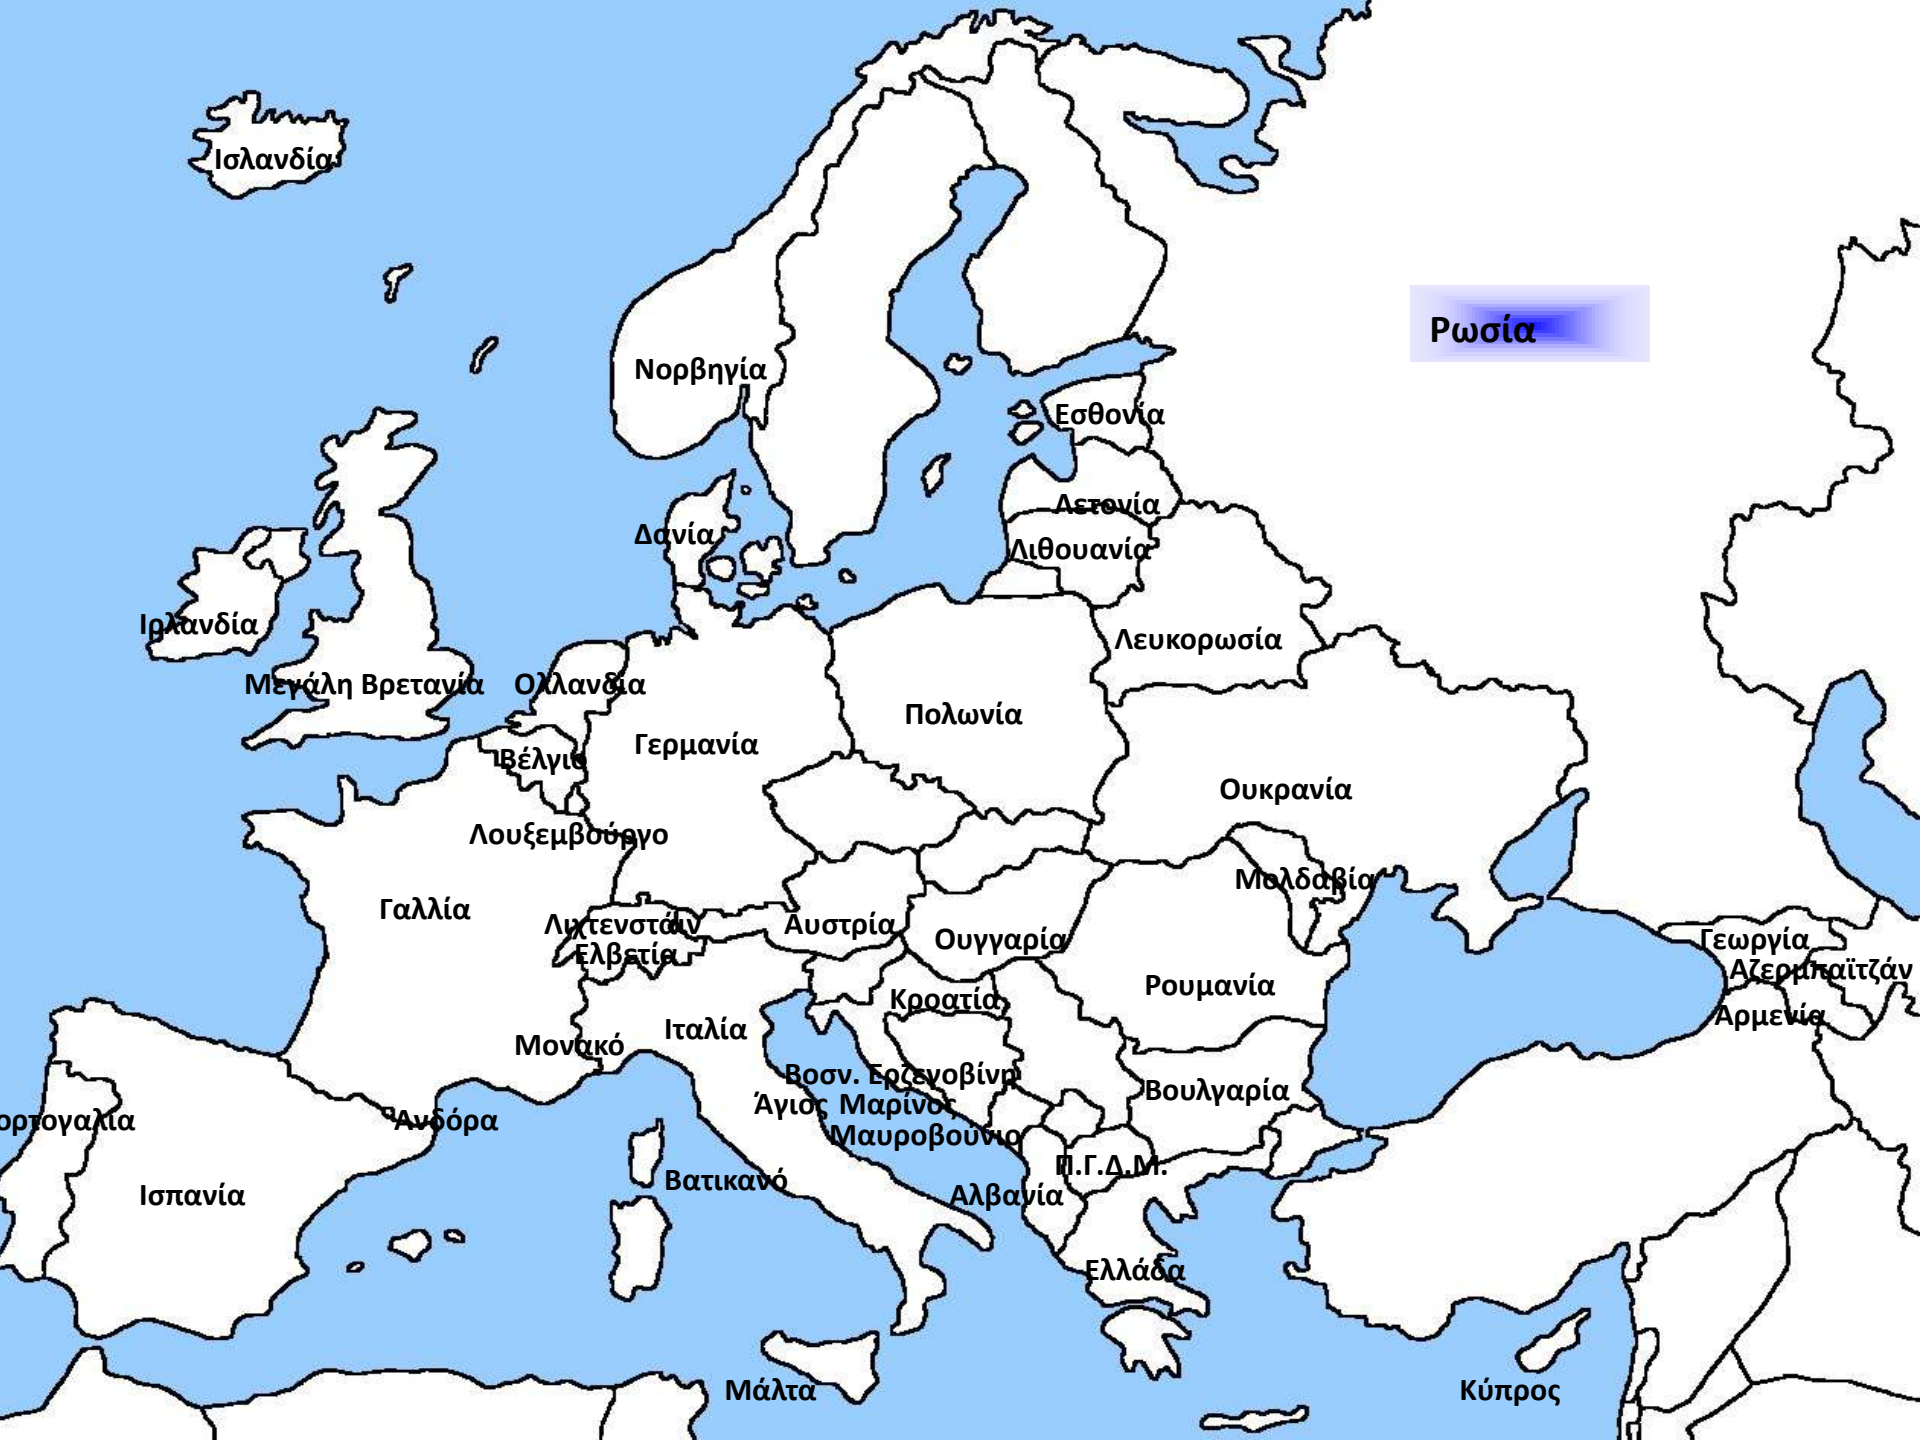 Ισλανδία
Ρωσία
Νορβηγία
Εσθονία
Λετονία
Δανία
Λιθουανία
Ιρλανδία
Λευκορωσία
Μεγάλη Βρετανία
Ολλανδία
Πολωνία
Γερμανία
Βέλγιο
Ουκρανία
Λουξεμβούργο
Μολδαβία
Γαλλία
Λιχτενστάιν
Αυστρία
Ουγγαρία
Γεωργία
Ελβετία
Αζερμπαϊτζάν
Ρουμανία
Κροατία
Αρμενία
Ιταλία
Μονακό
Βοσν. Ερζεγοβίνη
Βουλγαρία
Άγιος Μαρίνος
ορτογαλία
Ανδόρα
Μαυροβούνιο
Π.Γ.Δ.Μ.
Βατικανό
Ισπανία
Αλβανία
Ελλάδα
Μάλτα
Κύπρος